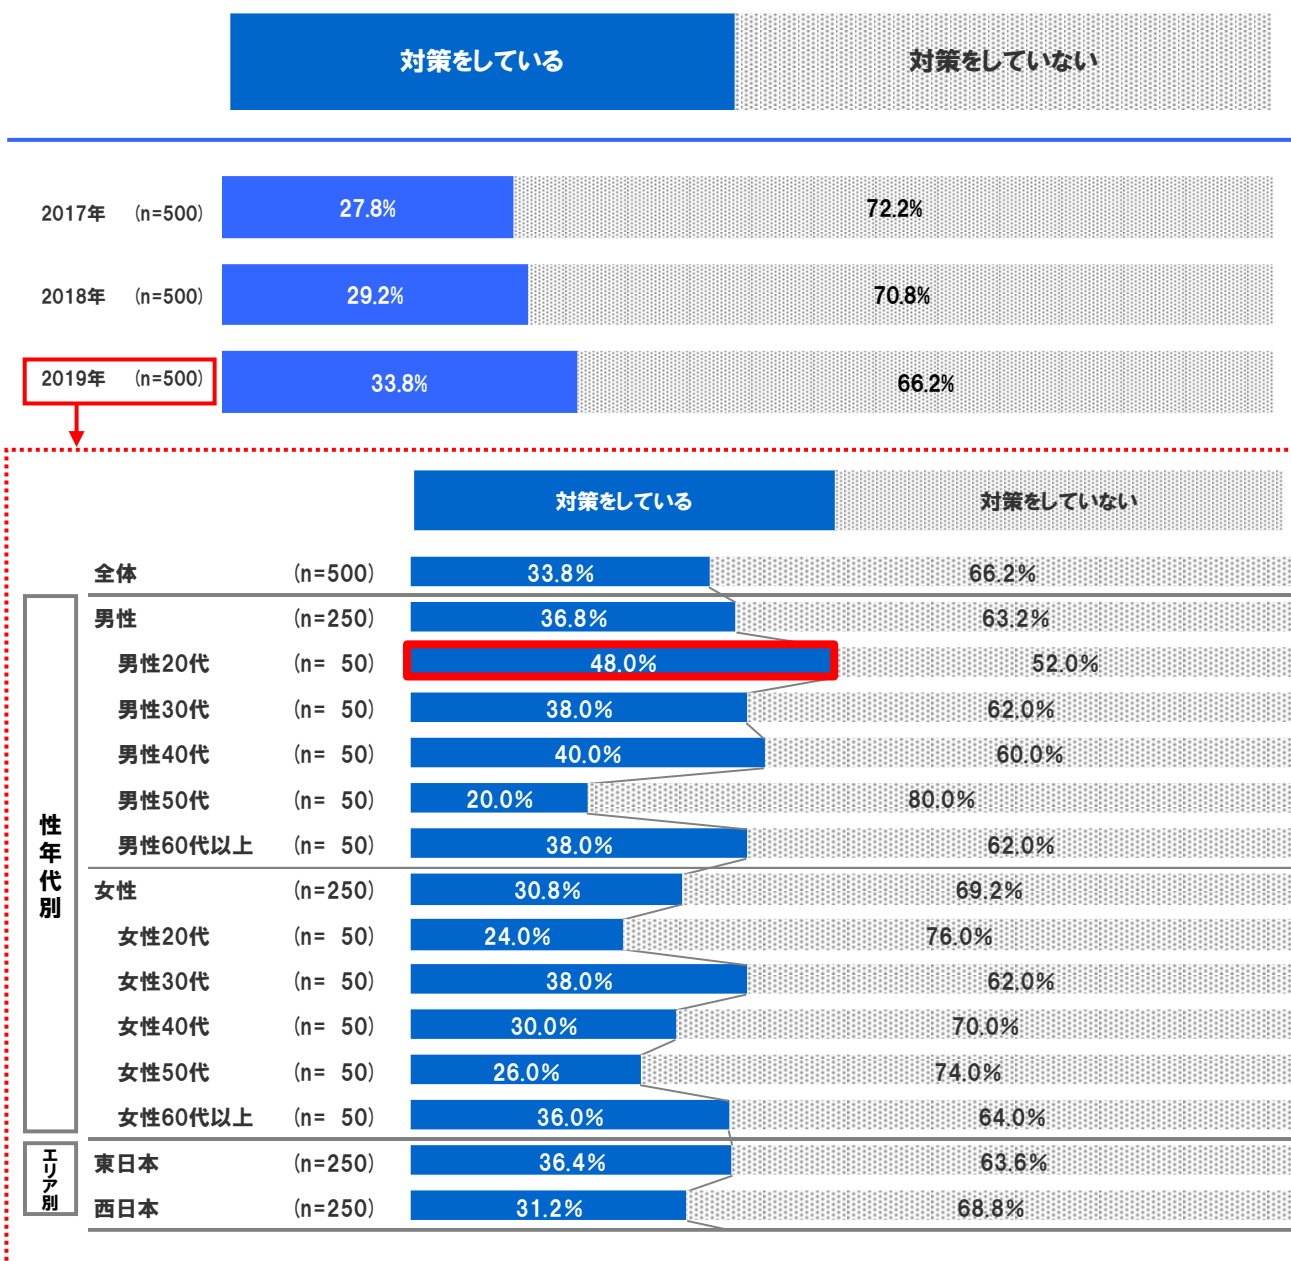 対策をしている 対策をしていない
2017年 (n=500) 27.8% 72.2%
2018年 (n=500) 29.2% 70.8%
2019年 (n=500) 33.8% 66.2%
対策をしている 対策をしていない
全体 (n=500) 33.8% 66.2%
性年代別
男性 (n=250) 36.8% 63.2%
男性20代 (n= 50) 48.0% 52.0%
男性30代 (n= 50) 38.0% 62.0%
男性40代 (n= 50) 40.0% 60.0%
男性50代 (n= 50) 20.0% 80.0%
男性60代以上 (n= 50) 38.0% 62.0%
女性 (n=250) 30.8% 69.2%
女性20代 (n= 50) 24.0% 76.0%
女性30代 (n= 50) 38.0% 62.0%
女性40代 (n= 50) 30.0% 70.0%
女性50代 (n= 50) 26.0% 74.0%
女性60代以上 (n= 50) 36.0% 64.0%
エリア別
東日本 (n=250) 36.4% 63.6%
西日本 (n=250) 31.2% 68.8%